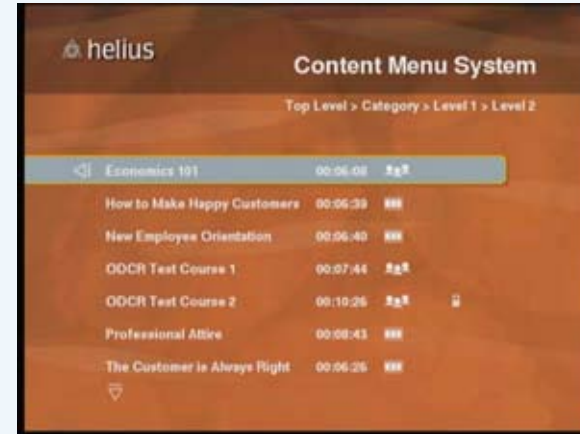 helius
Content Menu System
Top Level > Category > Level 1 > Level 2
Economics 101 00:06:08
How to Make Happy Customers 00:06:39
New Employee Orientation 00:06:40
ODCR Test Course 1 00:07:44
ODCR Test Course 2 00:10:26
Professional Attire 00:08:43
The Customer is Always Right 00:06:26